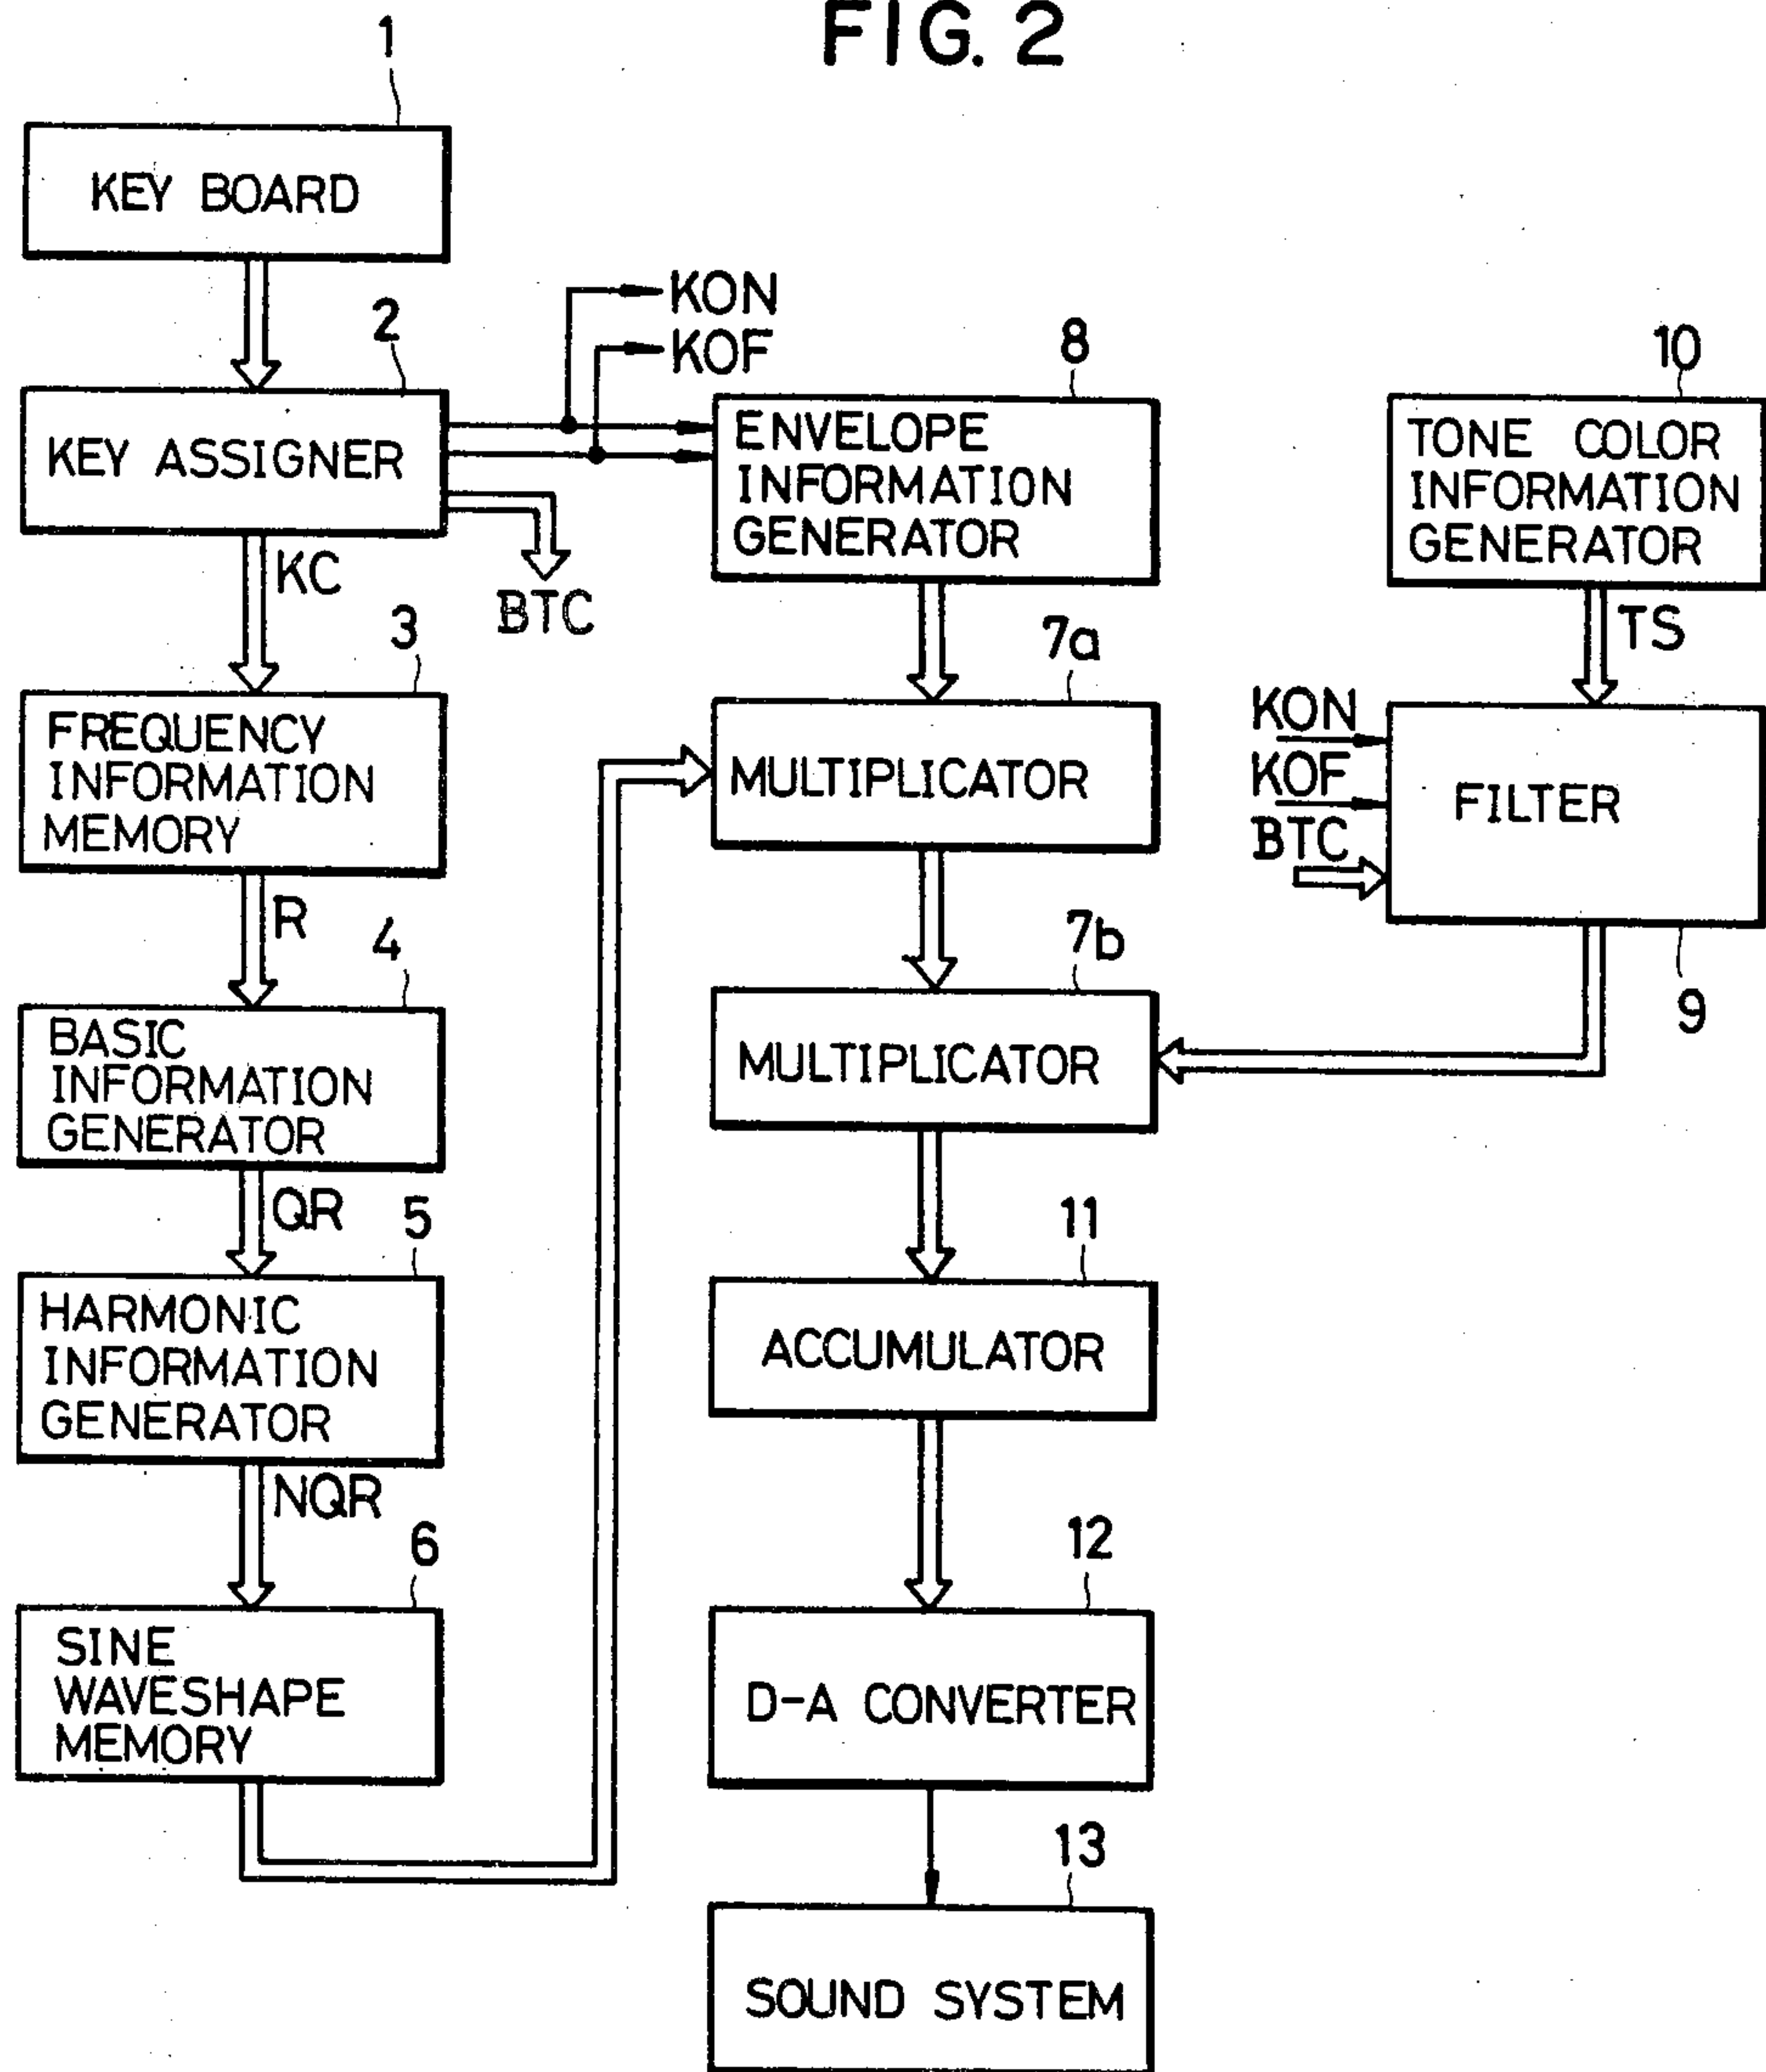 FIG. 2
1
KEY BOARD
2
KEY ASSIGNER
KON
KOF
KC
BTC
3
FREQUENCY
INFORMATION
MEMORY
R
4
BASIC
INFORMATION
GENERATOR
QR
5
HARMONIC
INFORMATION
GENERATOR
NQR
6
SINE
WAVESHAPE
MEMORY
8
ENVELOPE
INFORMATION
GENERATOR
7a
MULTIPLICATOR
7b
MULTIPLICATOR
11
ACCUMULATOR
12
D-A CONVERTER
13
SOUND SYSTEM
10
TONE COLOR
INFORMATION
GENERATOR
TS
KON
KOF
BTC
FILTER
9